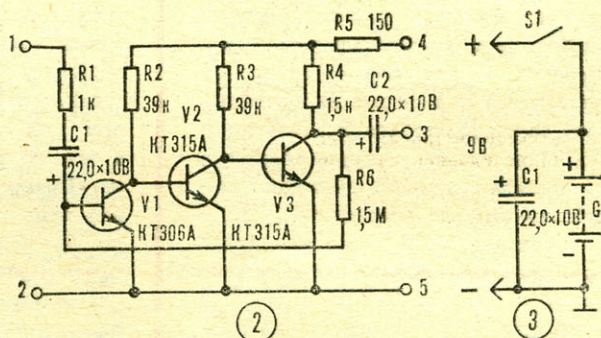 1
R1
1к
C1
+
22,0×10В
R2
39к
V1
КТ306А
V2
КТ315А
R3
39к
V3
КТ315А
R5 150
4
R4
1,5к
C2
22,0×10В
+
3
R6
1,5М
2
5
2
+
S1
9В
+
C1
22,0×10В
+
G
-
-
3